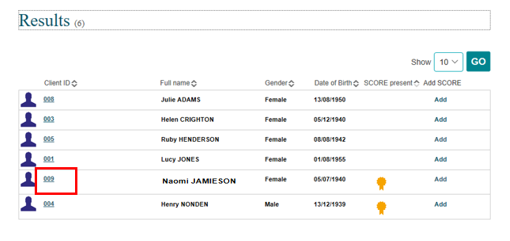 Results (6)
Show 10 GO
Client ID Full name Gender Date of Birth SCORE present Add SCORE
008 Julie ADAMS Female 13/08/1950 Add
003 Helen CRIGHTON Female 05/12/1940 Add
005 Ruby HENDERSON Female 08/08/1942 Add
001 Lucy JONES Female 01/08/1955 Add
009 Naomi JAMIESON Female 05/07/1940 Add
004 Henry NONDEN Male 13/12/1939 Add